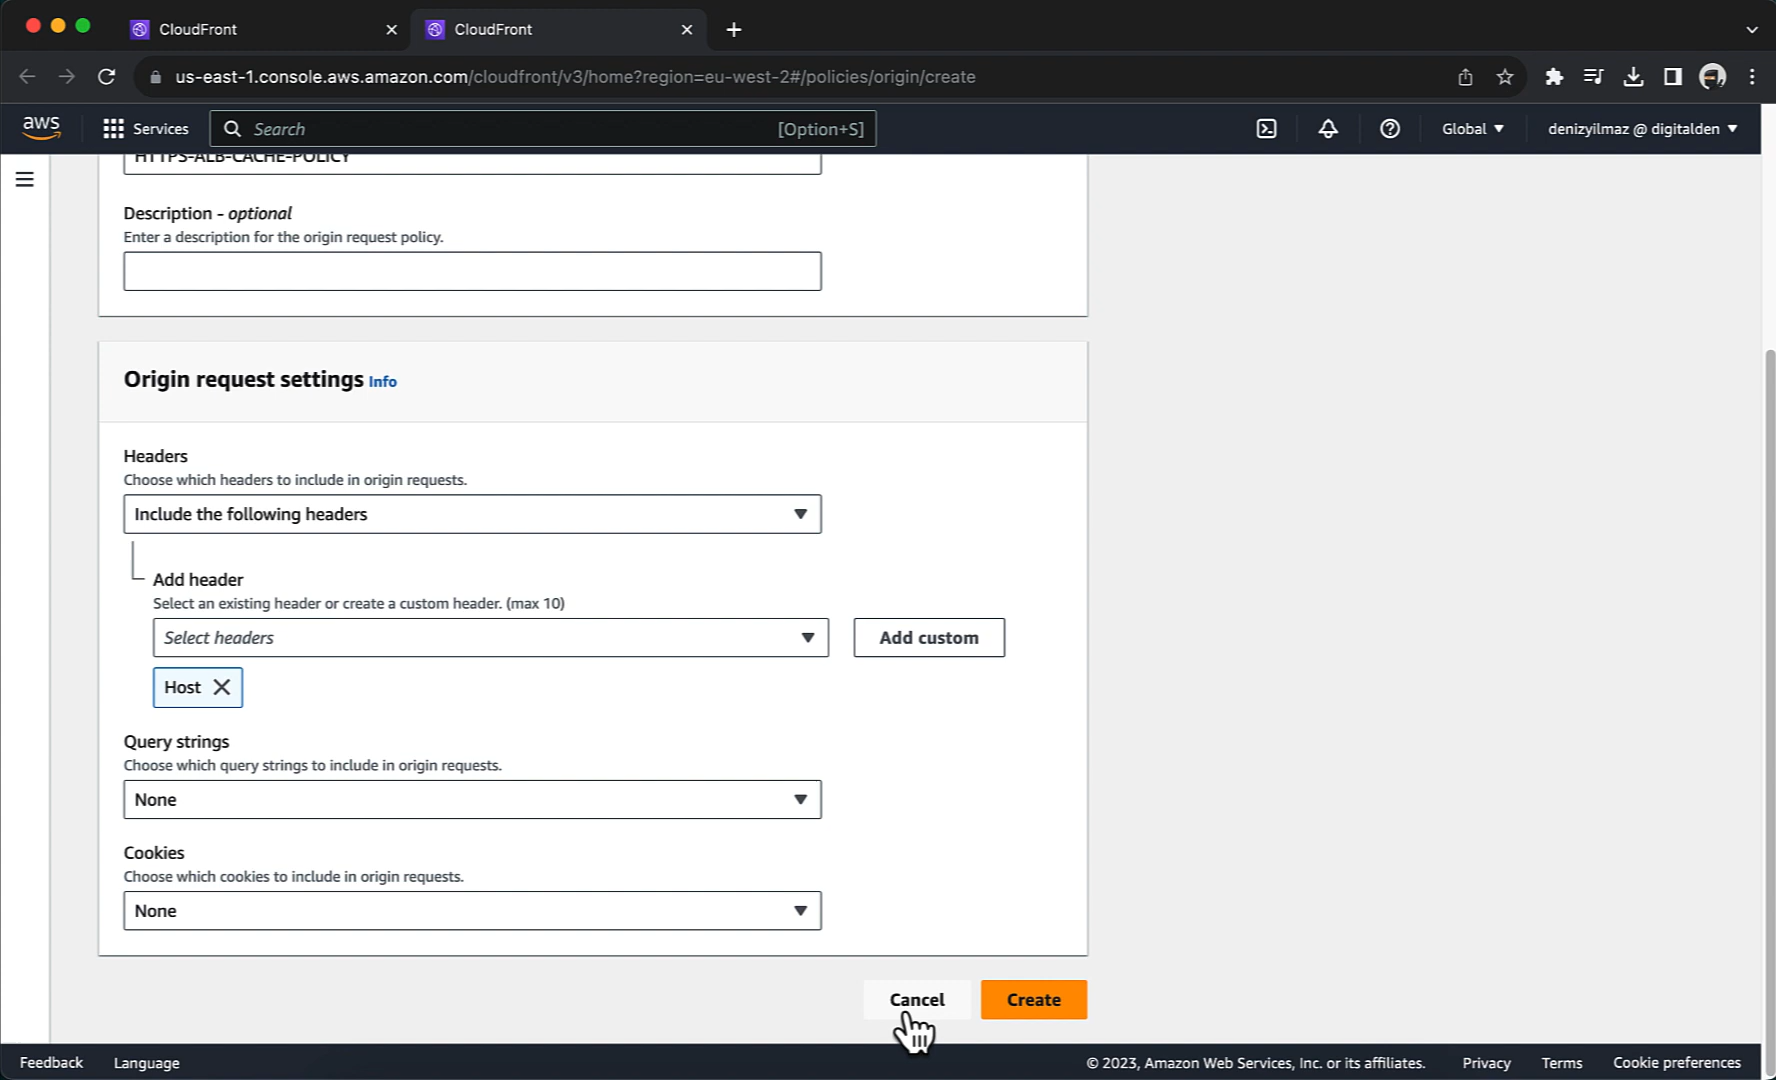 CloudFront
CloudFront
us-east-1.console.aws.amazon.com/cloudfront/v3/home?region=eu-west-2#/policies/origin/create
aws
Services
Search
[Option+S]
Global
denizyilmaz @ digitalden
HTTPS-ALB-CACHE-POLICY
Description - optional
Enter a description for the origin request policy.
Origin request settings Info
Headers
Choose which headers to include in origin requests.
Include the following headers
Add header
Select an existing header or create a custom header. (max 10)
Select headers
Add custom
Host
Query strings
Choose which query strings to include in origin requests.
None
Cookies
Choose which cookies to include in origin requests.
None
Cancel
Create
Feedback
Language
© 2023, Amazon Web Services, Inc. or its affiliates.
Privacy
Terms
Cookie preferences